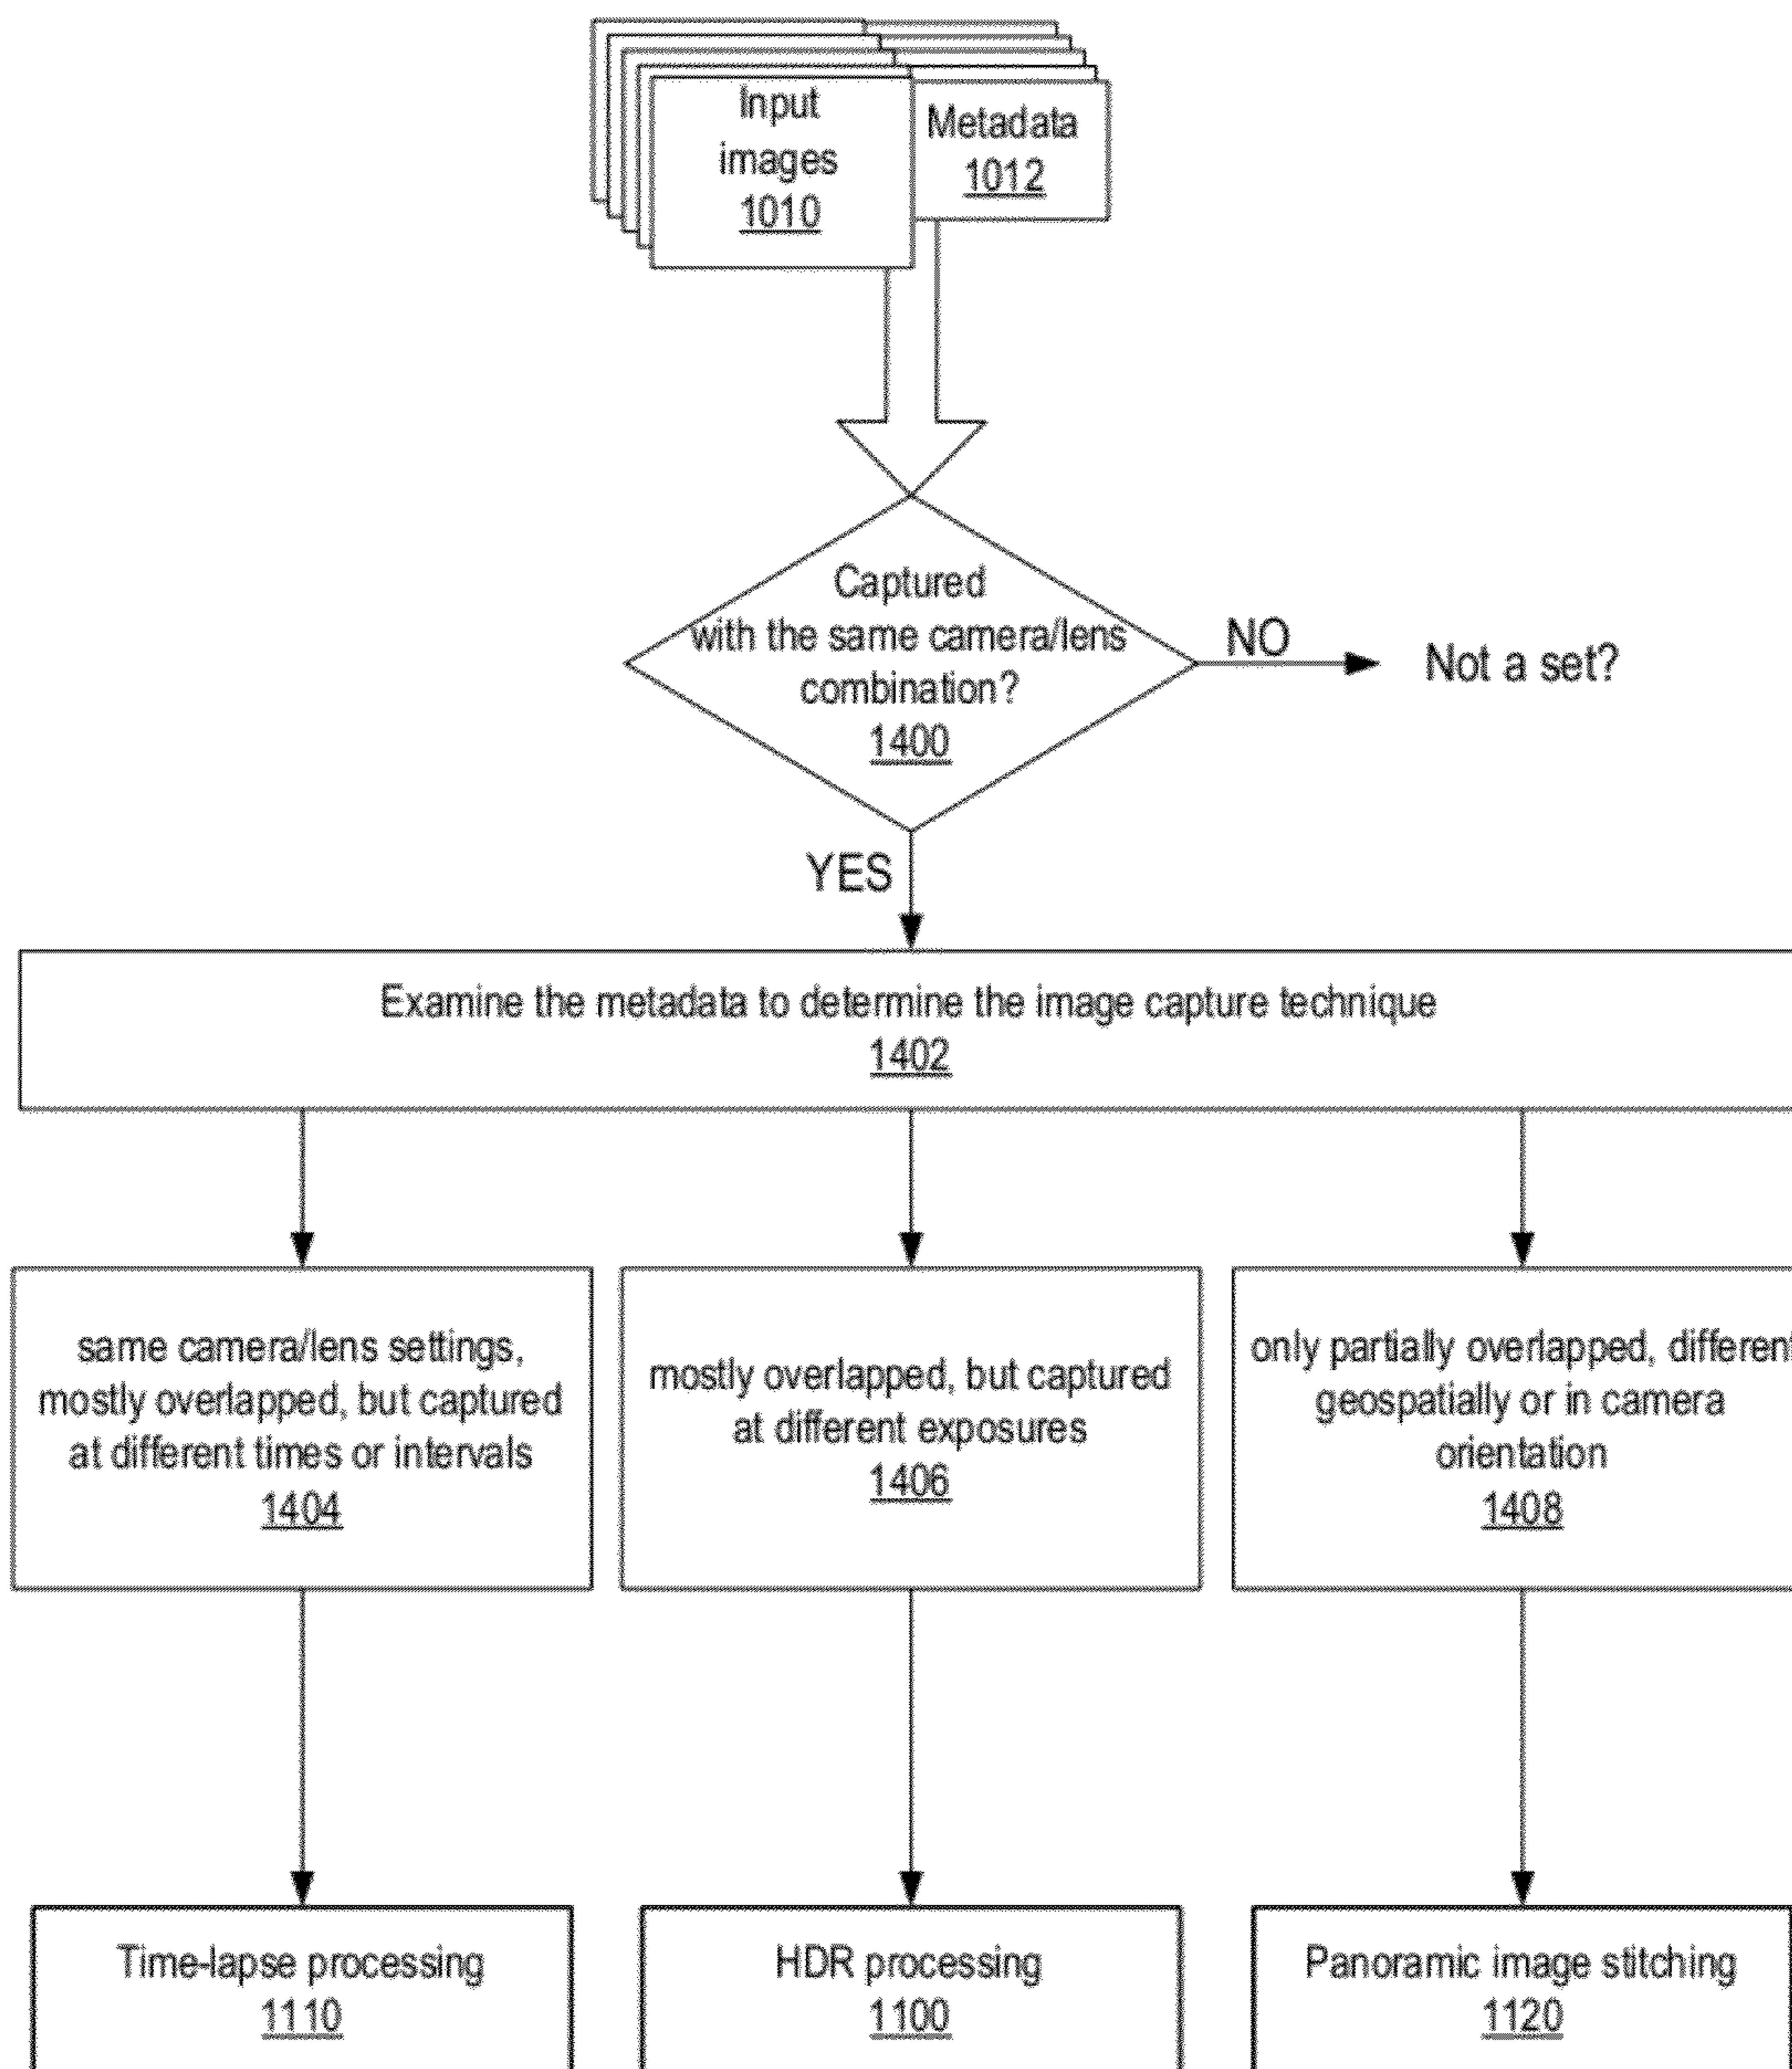 Input
images
1010
Metadata
1012
Captured
with the same camera/lens
combination?
1400
NO
Not a set?
YES
Examine the metadata to determine the image capture technique
1402
same camera/lens settings,
mostly overlapped, but captured
at different times or intervals
1404
mostly overlapped, but captured
at different exposures
1406
only partially overlapped, different
geospatially or in camera
orientation
1408
Time-lapse processing
1110
HDR processing
1100
Panoramic image stitching
1120